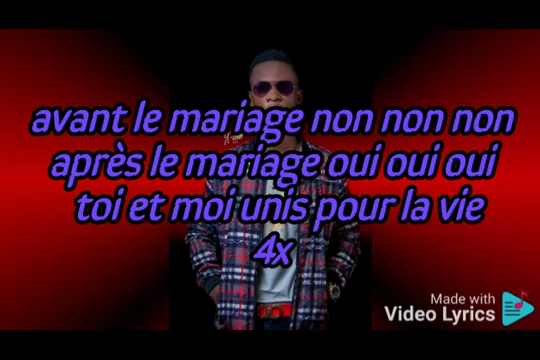 avant le mariage non non non
après le mariage oui oui oui
toi et moi unis pour la vie
4x
Made with
Video Lyrics